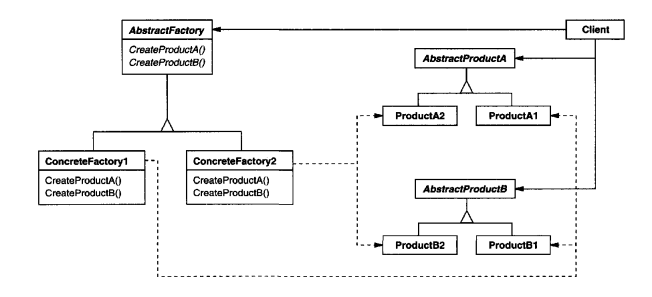 AbstractFactory
CreateProductA()
CreateProductB()
Client
AbstractProductA
ProductA2
ProductA1
ConcreteFactory1
CreateProductA()
CreateProductB()
ConcreteFactory2
CreateProductA()
CreateProductB()
AbstractProductB
ProductB2
ProductB1